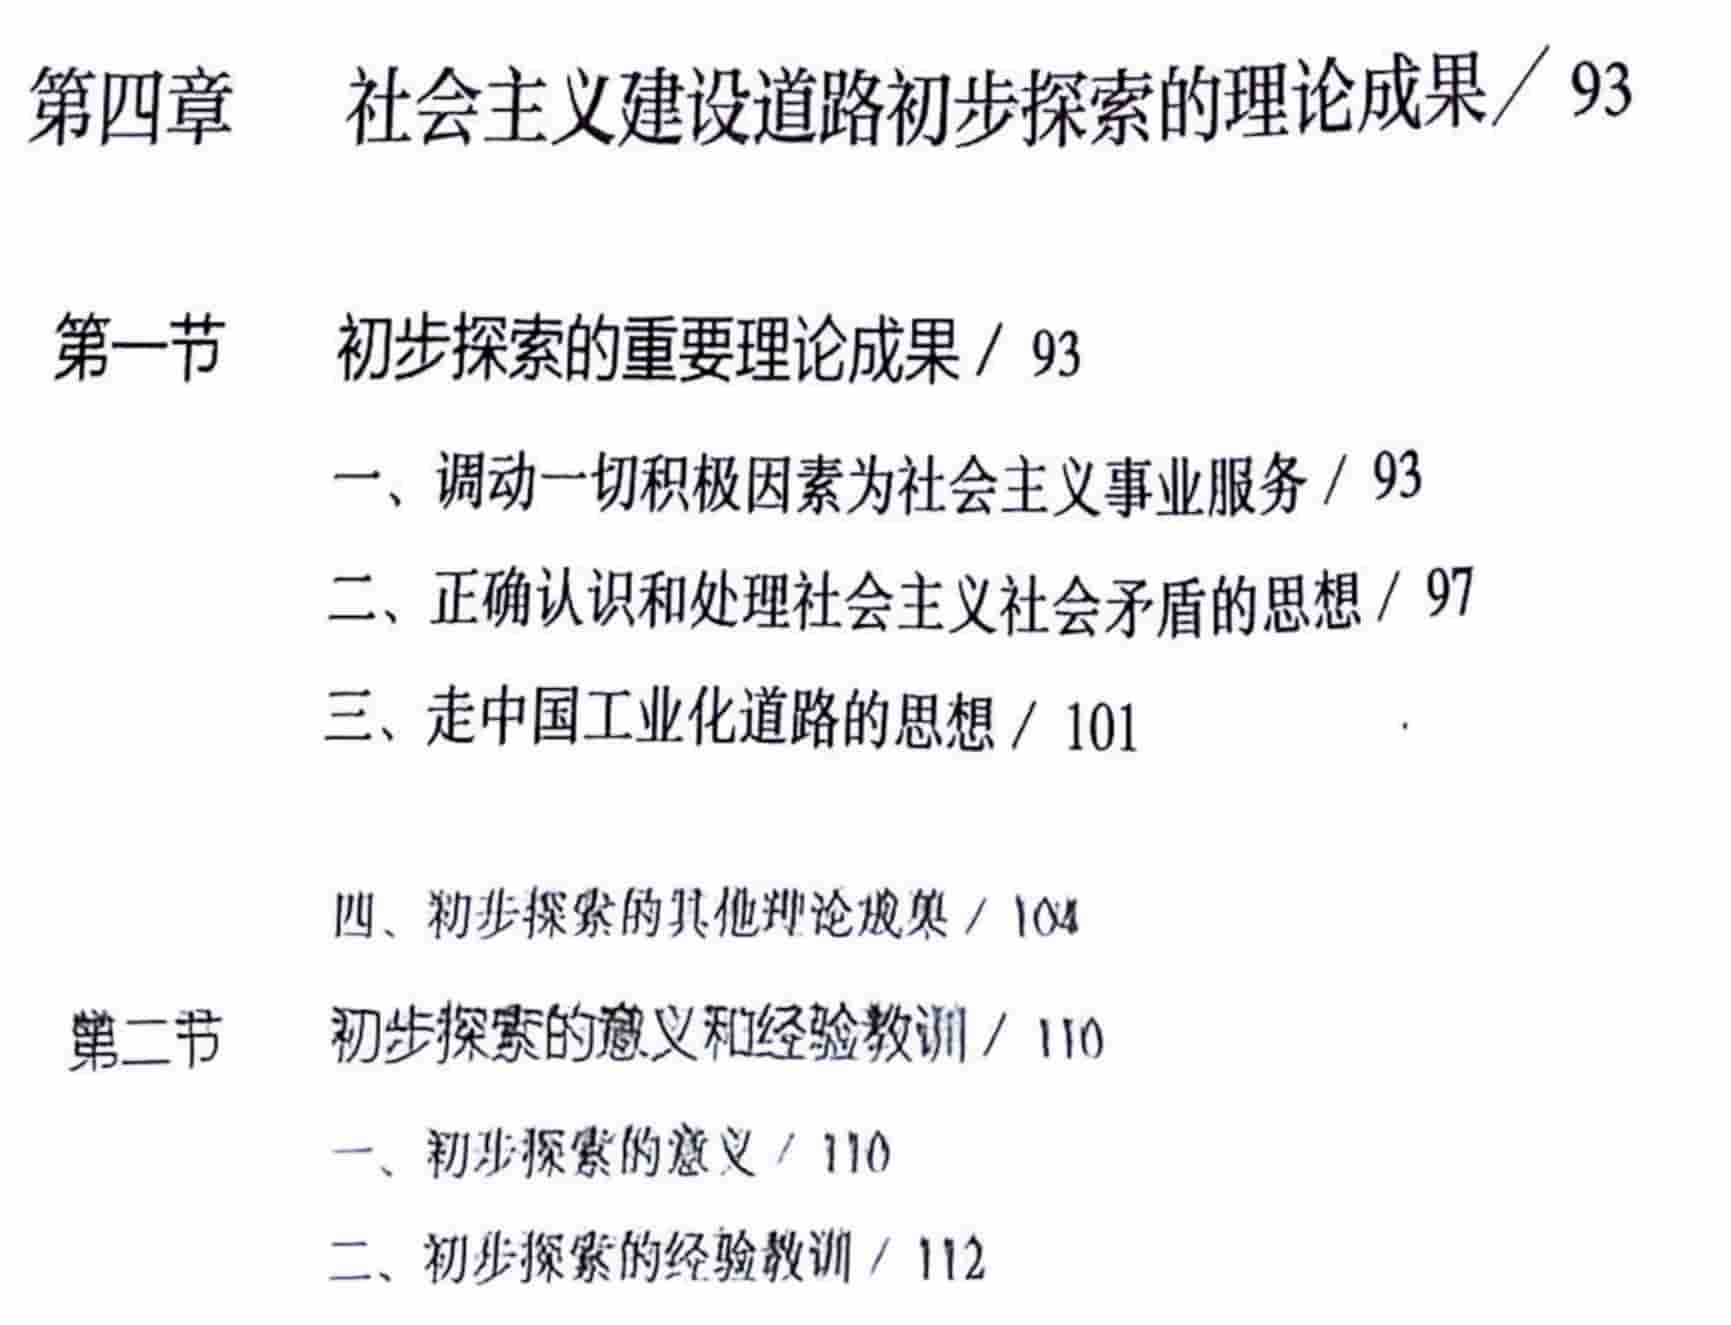 第四章 社会主义建设道路初步探索的理论成果／93
第一节 初步探索的重要理论成果／93
一、调动一切积极因素为社会主义事业服务／93
二、正确认识和处理社会主义社会矛盾的思想／97
三、走中国工业化道路的思想／101
四、初步探索的其他理论成果／104
第二节 初步探索的意义和经验教训／110
一、初步探索的意义／110
二、初步探索的经验教训／112